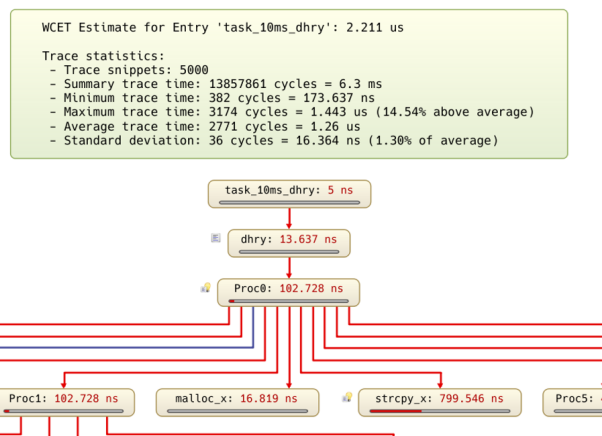 WCET Estimate for Entry 'task_10ms_dhry': 2.211 us
Trace statistics:
- Trace snippets: 5000
- Summary trace time: 13857861 cycles = 6.3 ms
- Minimum trace time: 382 cycles = 173.637 ns
- Maximum trace time: 3174 cycles = 1.443 us (14.54% above average)
- Average trace time: 2771 cycles = 1.26 us
- Standard deviation: 36 cycles = 16.364 ns (1.30% of average)
task_10ms_dhry: 5 ns
dhry: 13.637 ns
Proc0: 102.728 ns
Proc1: 102.728 ns
malloc_x: 16.819 ns
strcpy_x: 799.546 ns
Proc5: